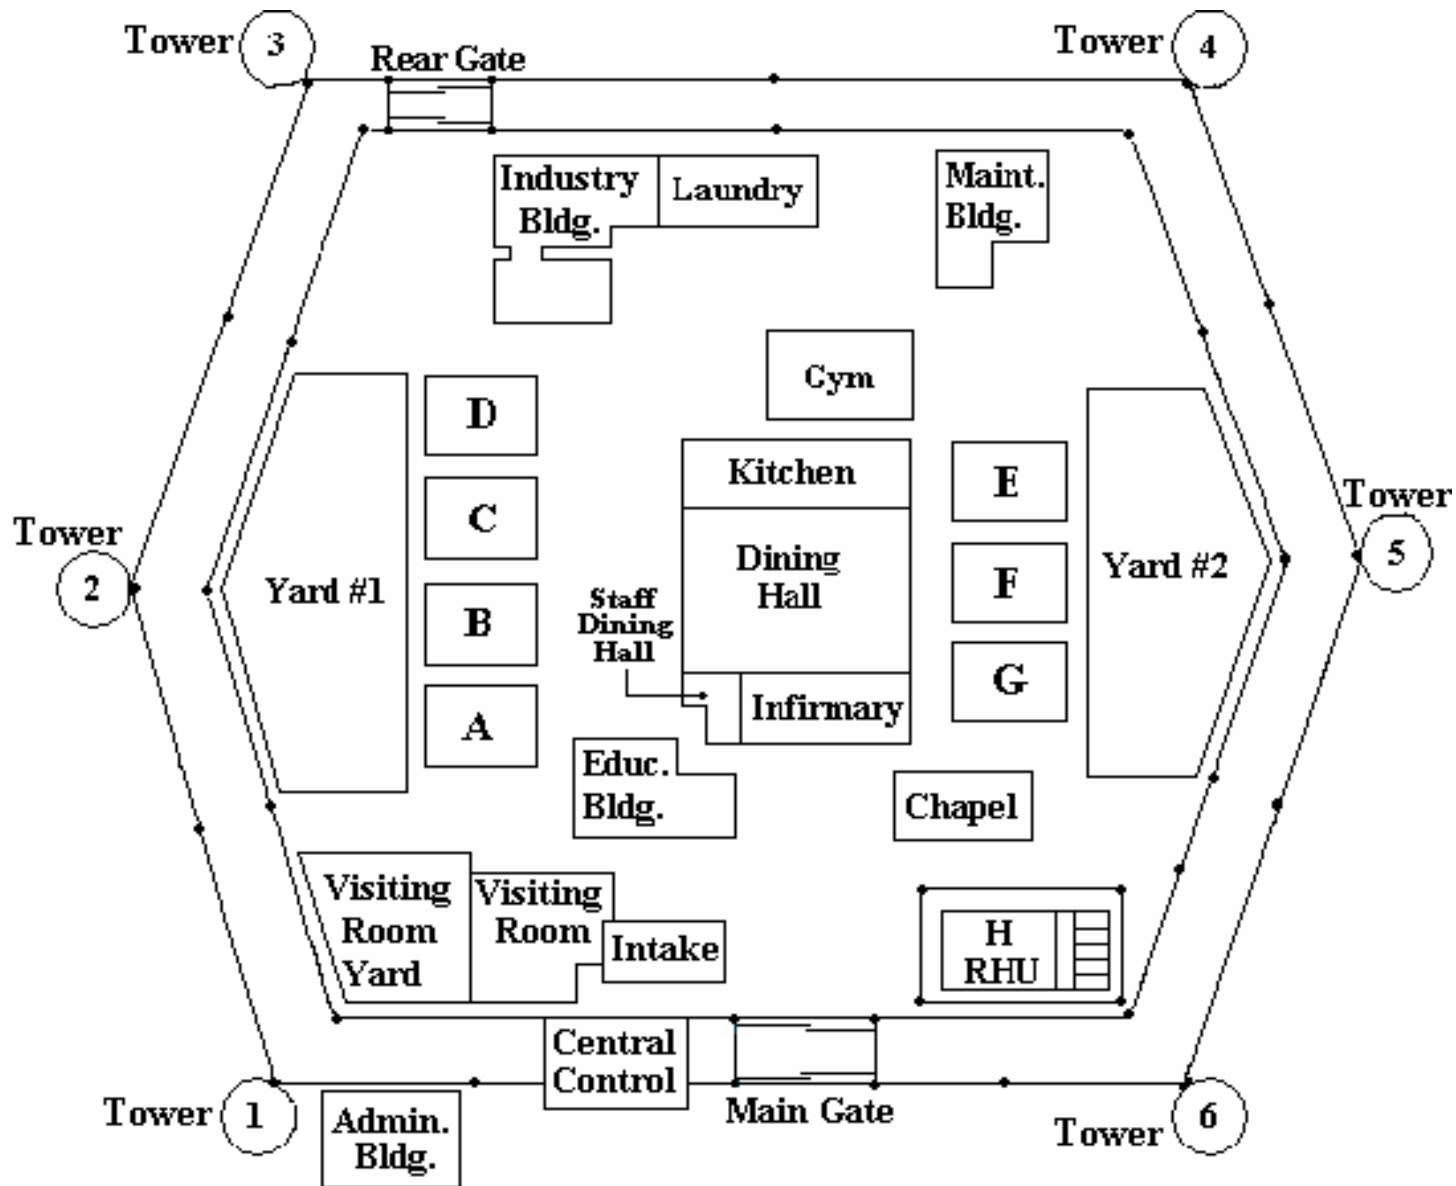 Tower 3
Rear Gate
Tower 4
Industry
Bldg.
Laundry
Maint.
Bldg.
Gym
D
Kitchen
E
C
Tower
2
Yard #1
Dining
Hall
Yard #2
Tower
5
F
B
Staff
Dining
Hall
G
A
Infirmary
Educ.
Bldg.
Chapel
Visiting
Room
Yard
Visiting
Room
Intake
H
RHU
Central
Control
Main Gate
Tower 1
Admin.
Bldg.
Tower 6